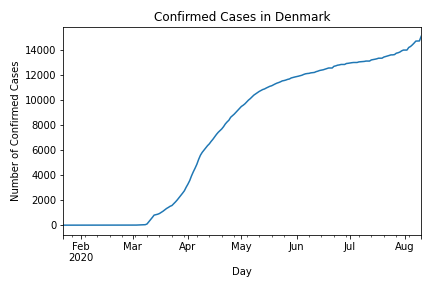 Confirmed Cases in Denmark
Number of Confirmed Cases
14000
12000
10000
8000
6000
4000
2000
0
Feb Mar Apr May Jun Jul Aug
2020
Day